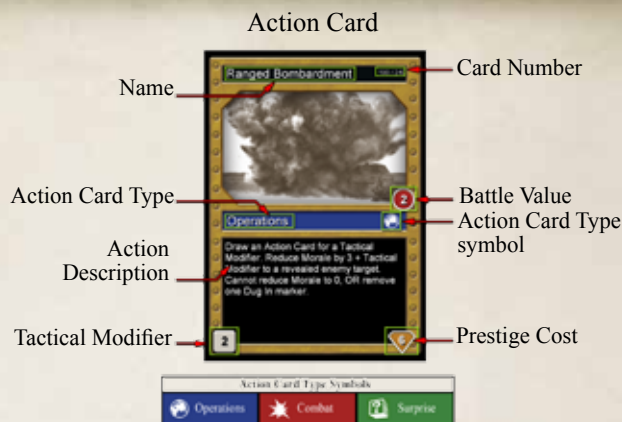 Action Card
Name
Ranged Bombardment
Card Number
Action Card Type
Operations
2
Battle Value
Action Card Type
symbol
Action
Description
Draw an Action Card for a Tactical
Modifier. Reduce Morale by 3 + Tactical
Modifier to a revealed enemy target.
Cannot reduce Morale to 0, OR remove
one Dug In marker.
Tactical Modifier
2
6
Prestige Cost
Action Card Type Symbols
Operations
Combat
Surprise